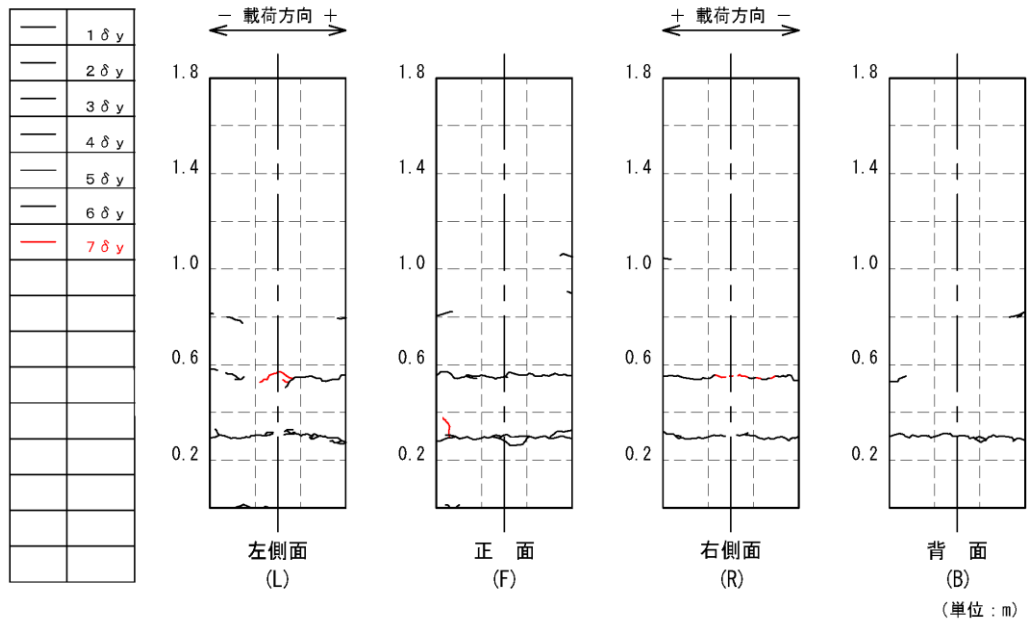 1δy
2δy
3δy
4δy
5δy
6δy
7δy
－ 載荷方向 ＋
1.8
1.4
1.0
0.6
0.2
左側面
(L)
1.8
1.4
1.0
0.6
0.2
正　面
(F)
＋ 載荷方向 －
1.8
1.4
1.0
0.6
0.2
右側面
(R)
1.8
1.4
1.0
0.6
0.2
背　面
(B)
(単位：m)